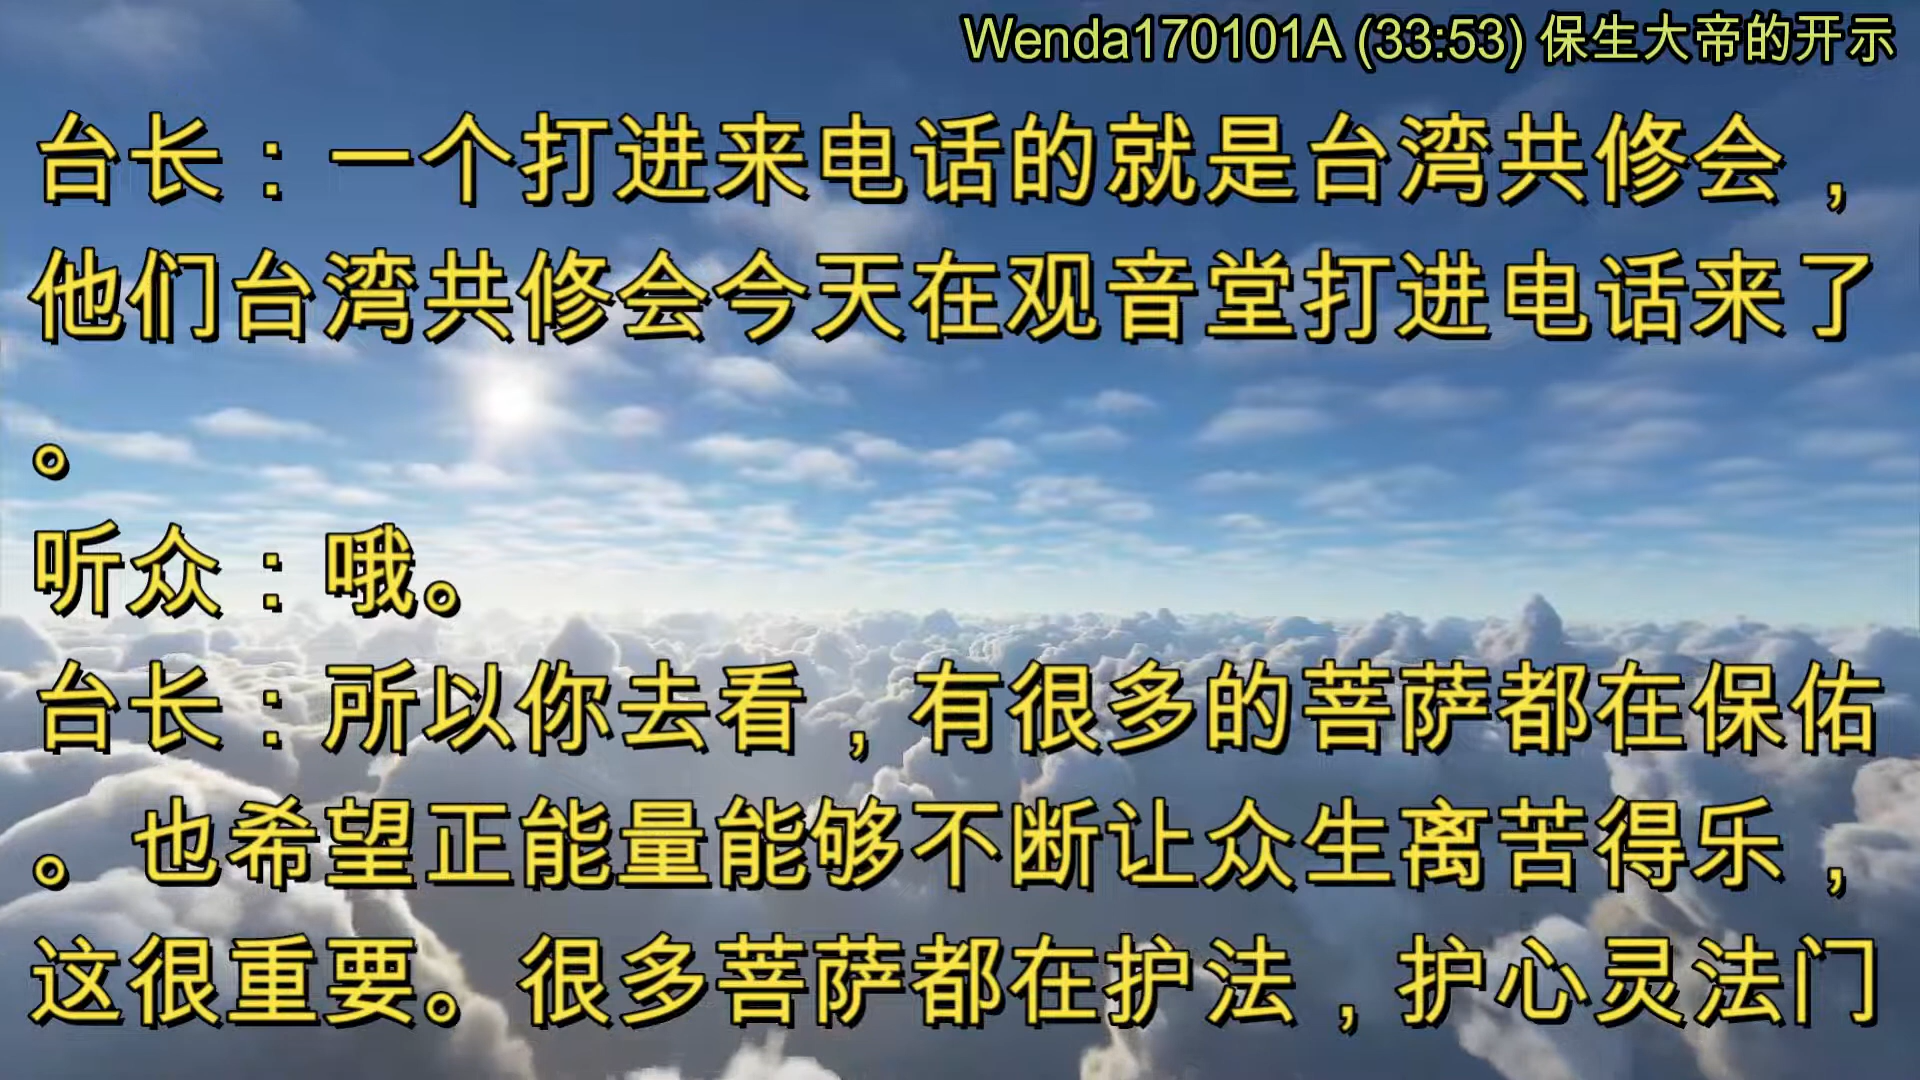 Wenda170101A (33:53) 保生大帝的开示
台长：一个打进来电话的就是台湾共修会，
他们台湾共修会今天在观音堂打进电话来了
。
听众：哦。
台长：所以你去看，有很多的菩萨都在保佑
。也希望正能量能够不断让众生离苦得乐，
这很重要。很多菩萨都在护法，护心灵法门